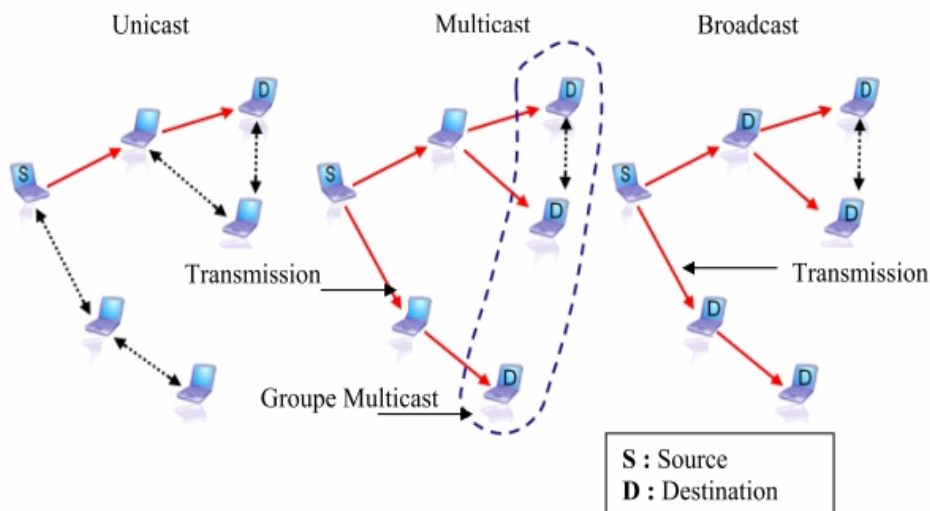 Unicast
Multicast
Broadcast
D
D
D
D
S
S
S
D
D
Transmission
Transmission
D
Groupe Multicast
D
D
S : Source
D : Destination